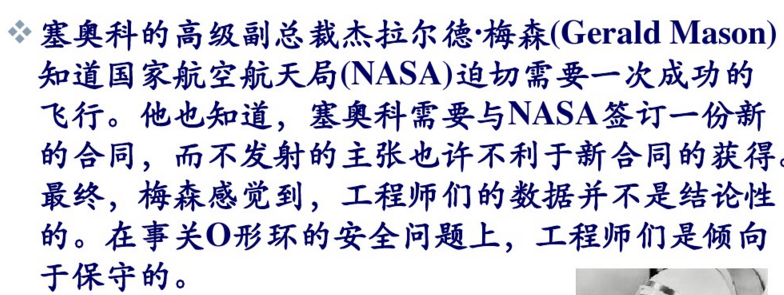 塞奥科的高级副总裁杰拉尔德·梅森(Gerald Mason)
知道国家航空航天局(NASA)迫切需要一次成功的
飞行。他也知道，塞奥科需要与NASA签订一份新
的合同，而不发射的主张也许不利于新合同的获得。
最终，梅森感觉到，工程师们的数据并不是结论性
的。在事关O形环的安全问题上，工程师们是倾向
于保守的。